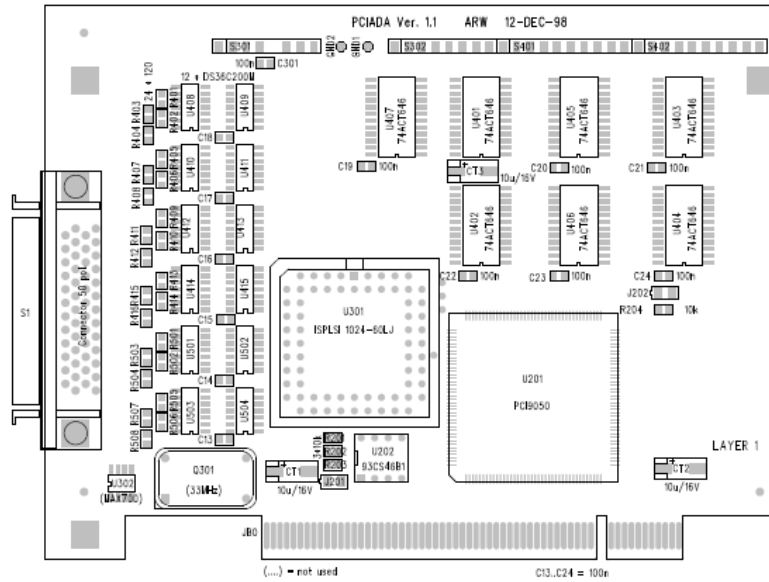 PCIADA Ver. 1.1 ARW 12-DEC-98
S301
GND2
GND1
S302
S401
S402
100n C301
24 * 120
12 * DS36C200M
R403
R404
R401
R402
U408
U409
C18
U407
74ACT646
U401
74ACT646
U405
74ACT646
U403
74ACT646
C19 100n
CT3
10u/16V
C20 100n
C21 100n
R407
R408
R405
R406
U410
U411
C17
R411
R412
R409
R410
U412
U413
C16
U402
74ACT646
U406
74ACT646
U404
74ACT646
C22 100n
C23 100n
C24 100n
J202
R204 10k
S1
Connector 50 pol
R415
R416
R413
R414
U414
U415
C15
U301
ISPLSI 1024-60LJ
R503
R504
R501
R502
U501
U502
C14
U201
PCI9050
R507
R508
R505
R506
U503
U504
C13
LAYER 1
3*10k
R201
R202
R203
U202
93CS46B1
Q301
(33MHz)
CT1
10u/16V
J201
CT2
10u/16V
U302
(MAX700)
JB0
(....) = not used
C13..C24 = 100n